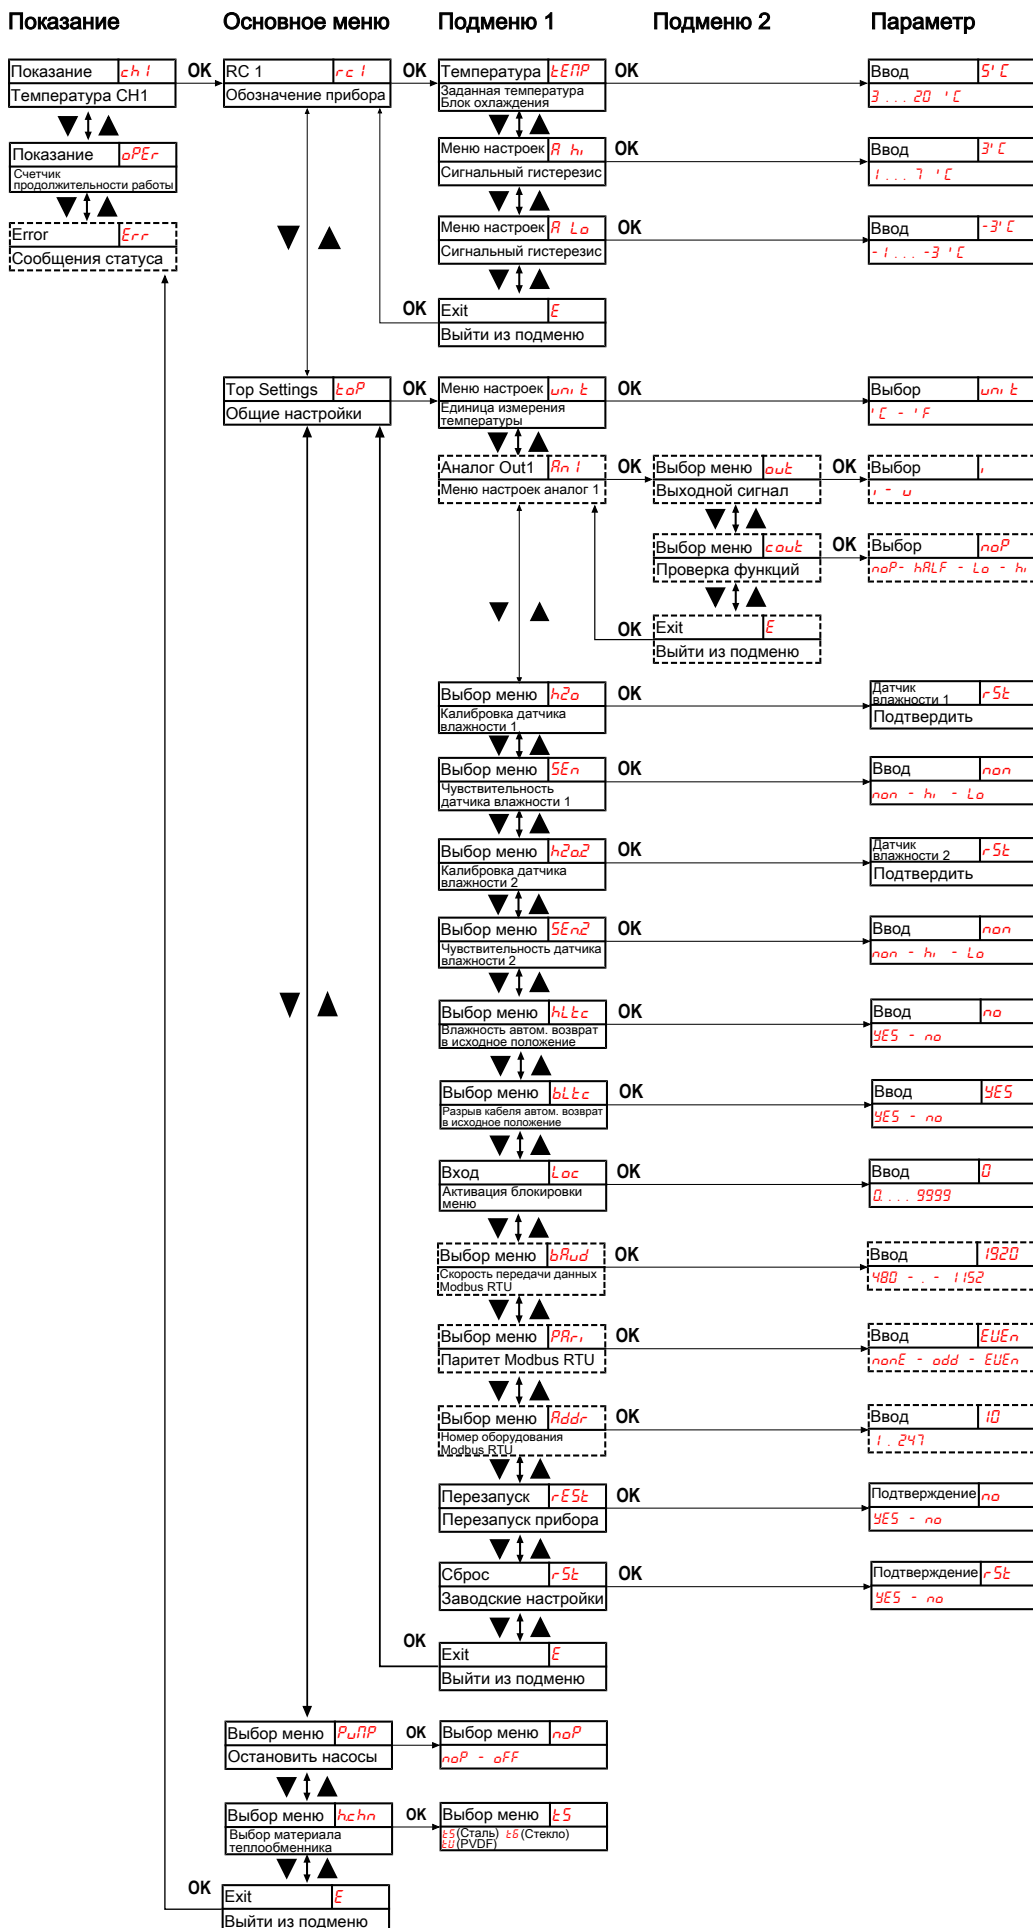 Показание Основное меню Подменю 1 Подменю 2 Параметр
Показание ch1 OK RC 1 rc1 OK Температура tEMP OK Ввод 5°C
Температура CH1 Обозначение прибора Заданная температура 3 ... 20 °C
Блок охлаждения
Показание oPEr Меню настроек A hi OK Ввод 3°C
Счетчик Сигнальный гистерезис 1 ... 7 °C
продолжительности работы
Error Err Меню настроек A Lo OK Ввод -3°C
Сообщения статуса Сигнальный гистерезис -1 ... -3 °C
OK Exit E
Выйти из подменю
Top Settings toP OK Меню настроек unit OK Выбор unit
Общие настройки Единица измерения °C - °F
температуры
Аналог Out1 An1 OK Выбор меню out OK Выбор i
Меню настроек аналог 1 Выходной сигнал i - u
Выбор меню cout OK Выбор noP
Проверка функций noP- hALF - Lo - hi
OK Exit E
Выйти из подменю
Выбор меню h2o OK Датчик
влажности 1 rSt
Калибровка датчика Подтвердить
влажности 1
Выбор меню SEn OK Ввод non
Чувствительность non - hi - Lo
датчика влажности 1
Выбор меню h2o.2 OK Датчик
влажности 2 rSt
Калибровка датчика Подтвердить
влажности 2
Выбор меню SEn.2 OK Ввод non
Чувствительность датчика non - hi - Lo
влажности 2
Выбор меню hLtc OK Ввод no
Влажность автом. возврат YES - no
в исходное положение
Выбор меню bLtc OK Ввод YES
Разрыв кабеля автом. возврат YES - no
в исходное положение
Вход Loc OK Ввод 0
Активация блокировки 0. ... 9999
меню
Выбор меню bAud OK Ввод 1920
Скорость передачи данных 480 - . - 1152
Modbus RTU
Выбор меню PAri OK Ввод EUEn
Паритет Modbus RTU nonE - odd - EUEn
Выбор меню Addr OK Ввод 10
Номер оборудования 1 . 247
Modbus RTU
Перезапуск rESt OK Подтверждение no
Перезапуск прибора YES - no
Сброс rSt OK Подтверждение rSt
Заводские настройки YES - no
OK Exit E
Выйти из подменю
Выбор меню PuMP OK Выбор меню noP
Остановить насосы noP - oFF
Выбор меню h.chn OK Выбор меню tS
Выбор материала tS(Сталь) tG(Стекло)
теплообменника tU(PVDF)
OK Exit E
Выйти из подменю